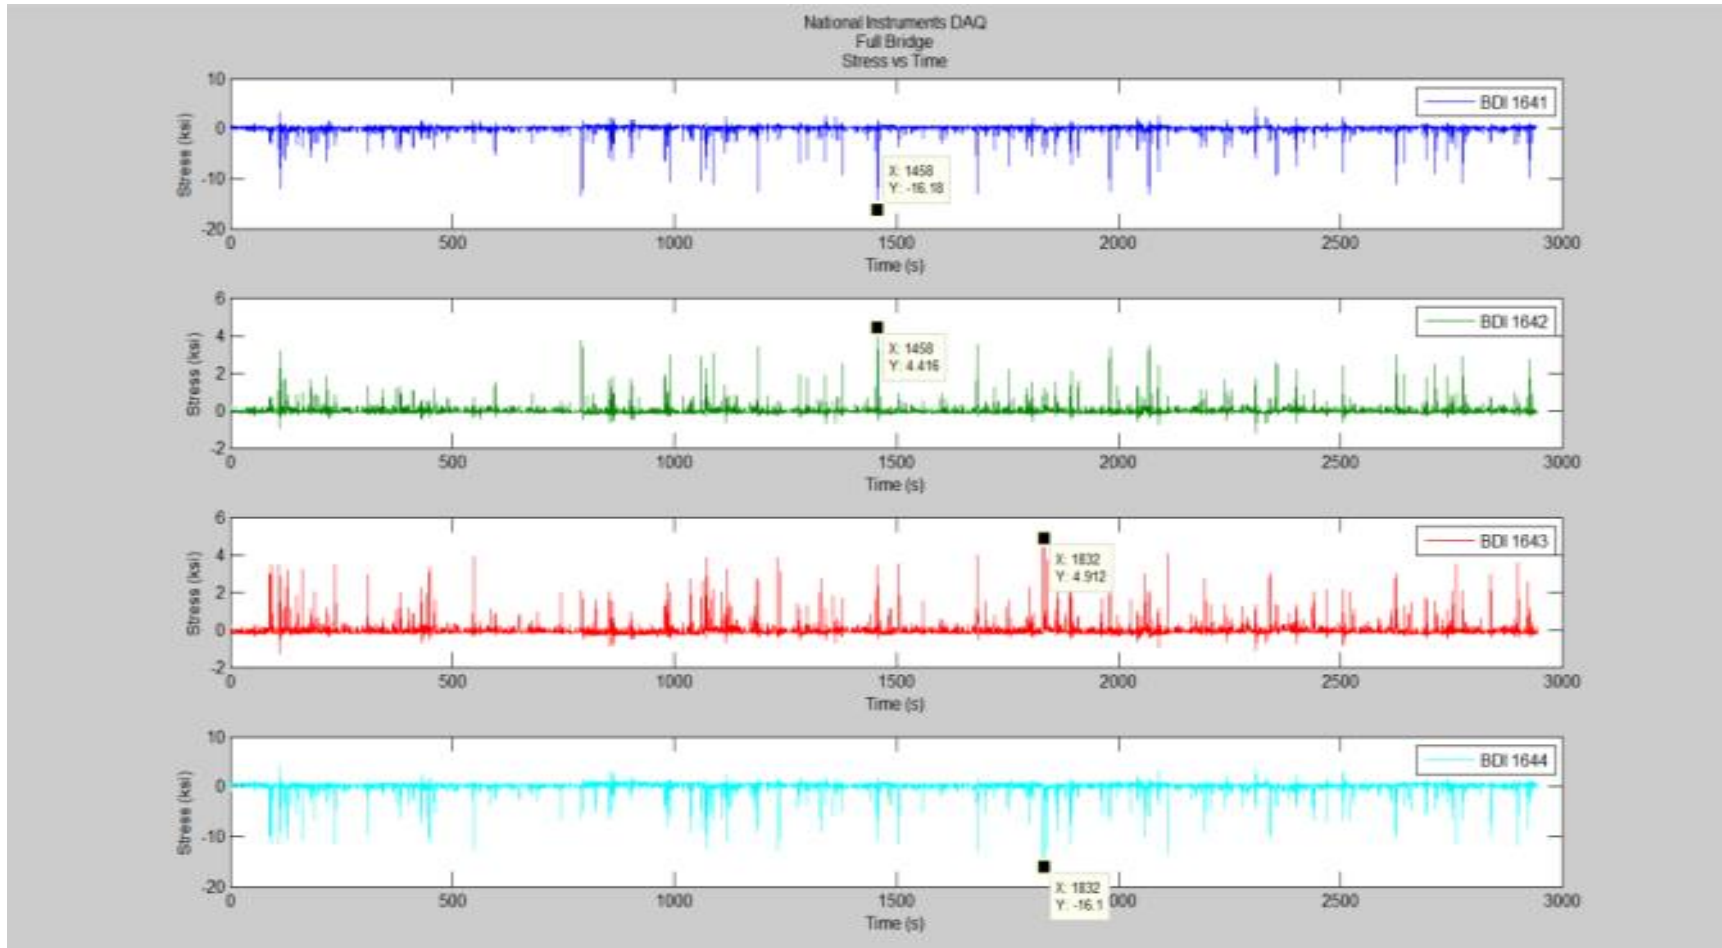 National Instruments DAQ
Full Bridge
Stress vs Time
10
0
-10
-20
Stress (ksi)
BDI 1641
X: 1458
Y: -16.18
0 500 1000 1500 2000 2500 3000
Time (s)
6
4
2
0
-2
Stress (ksi)
BDI 1642
X: 1458
Y: 4.416
0 500 1000 1500 2000 2500 3000
Time (s)
6
4
2
0
-2
Stress (ksi)
BDI 1643
X: 1832
Y: 4.912
0 500 1000 1500 2000 2500 3000
Time (s)
10
0
-10
-20
Stress (ksi)
BDI 1644
X: 1832
Y: -16.1
0 500 1000 1500 2000 2500 3000
Time (s)